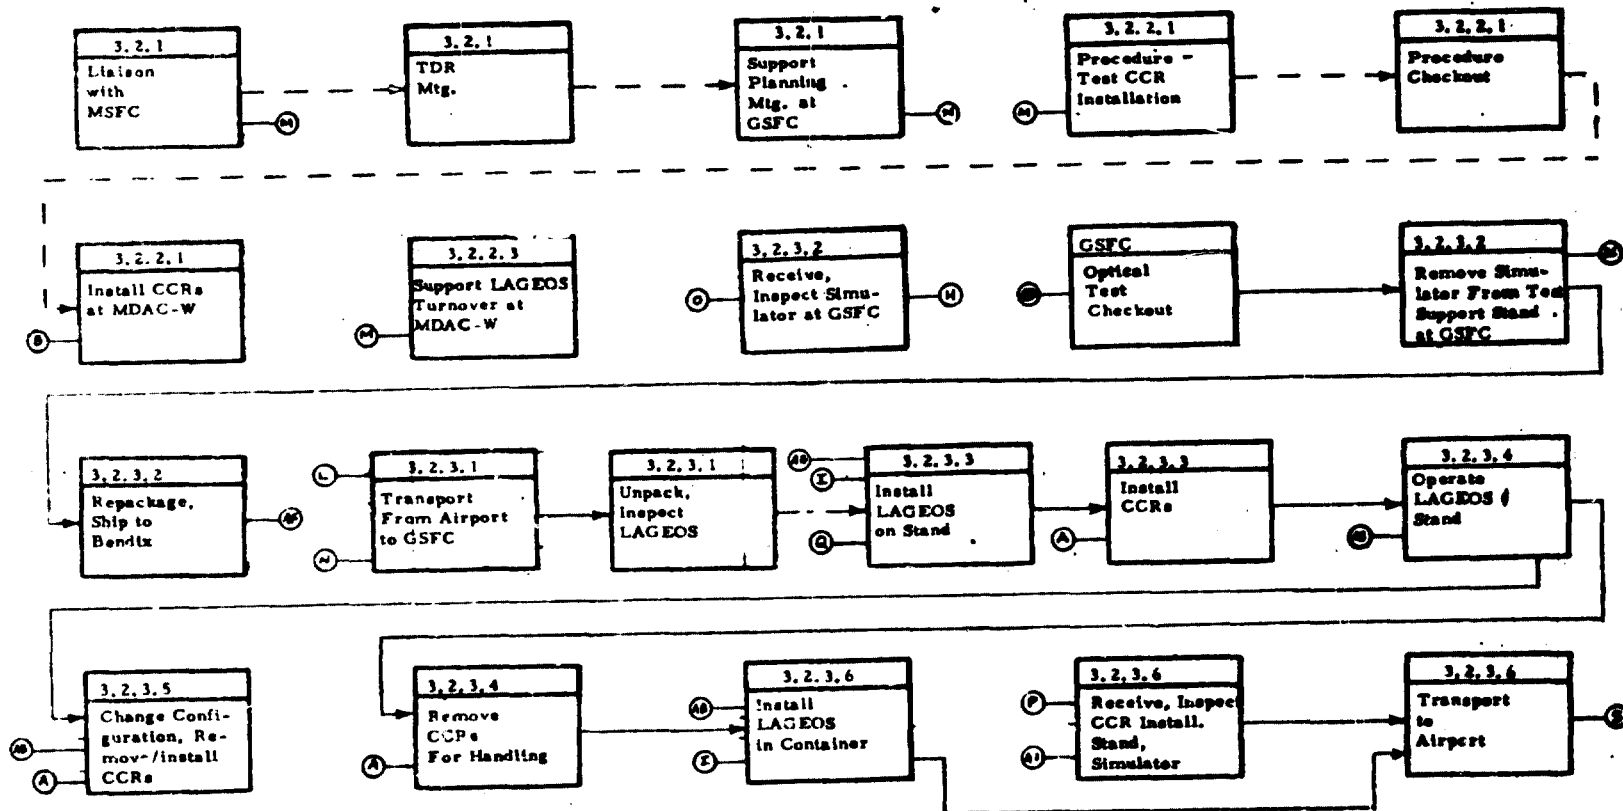 3.2.1
Liaison
with
MSFC
M
3.2.1
TDR
Mtg.
3.2.1
Support
Planning
Mtg. at
GSFC
N
M
3.2.2.1
Procedure -
Test CCR
Installation
3.2.2.1
Procedure
Checkout
B
3.2.2.1
Install CCRs
at MDAC-W
M
3.2.2.3
Support LAGEOS
Turnover at
MDAC-W
O
3.2.3.2
Receive,
Inspect Simu-
lator at GSFC
H
GSFC
Optical
Test
Checkout
3.2.3.2
Remove Simu-
lator From Test
Support Stand
at GSFC
3.2.3.2
Repackage,
Ship to
Bendix
L
N
3.2.3.1
Transport
From Airport
to GSFC
3.2.3.1
Unpack,
Inspect
LAGEOS
I
Q
3.2.3.3
Install
LAGEOS
on Stand
A
3.2.3.3
Install
CCRs
3.2.3.4
Operate
LAGEOS &
Stand
A
3.2.3.5
Change Confi-
guration, Re-
move/install
CCRs
A
3.2.3.4
Remove
CCRs
For Handling
AB
I
3.2.3.6
Install
LAGEOS
in Container
P
AI
3.2.3.6
Receive, Inspect
CCR Install.
Stand,
Simulator
3.2.3.6
Transport
to
Airport